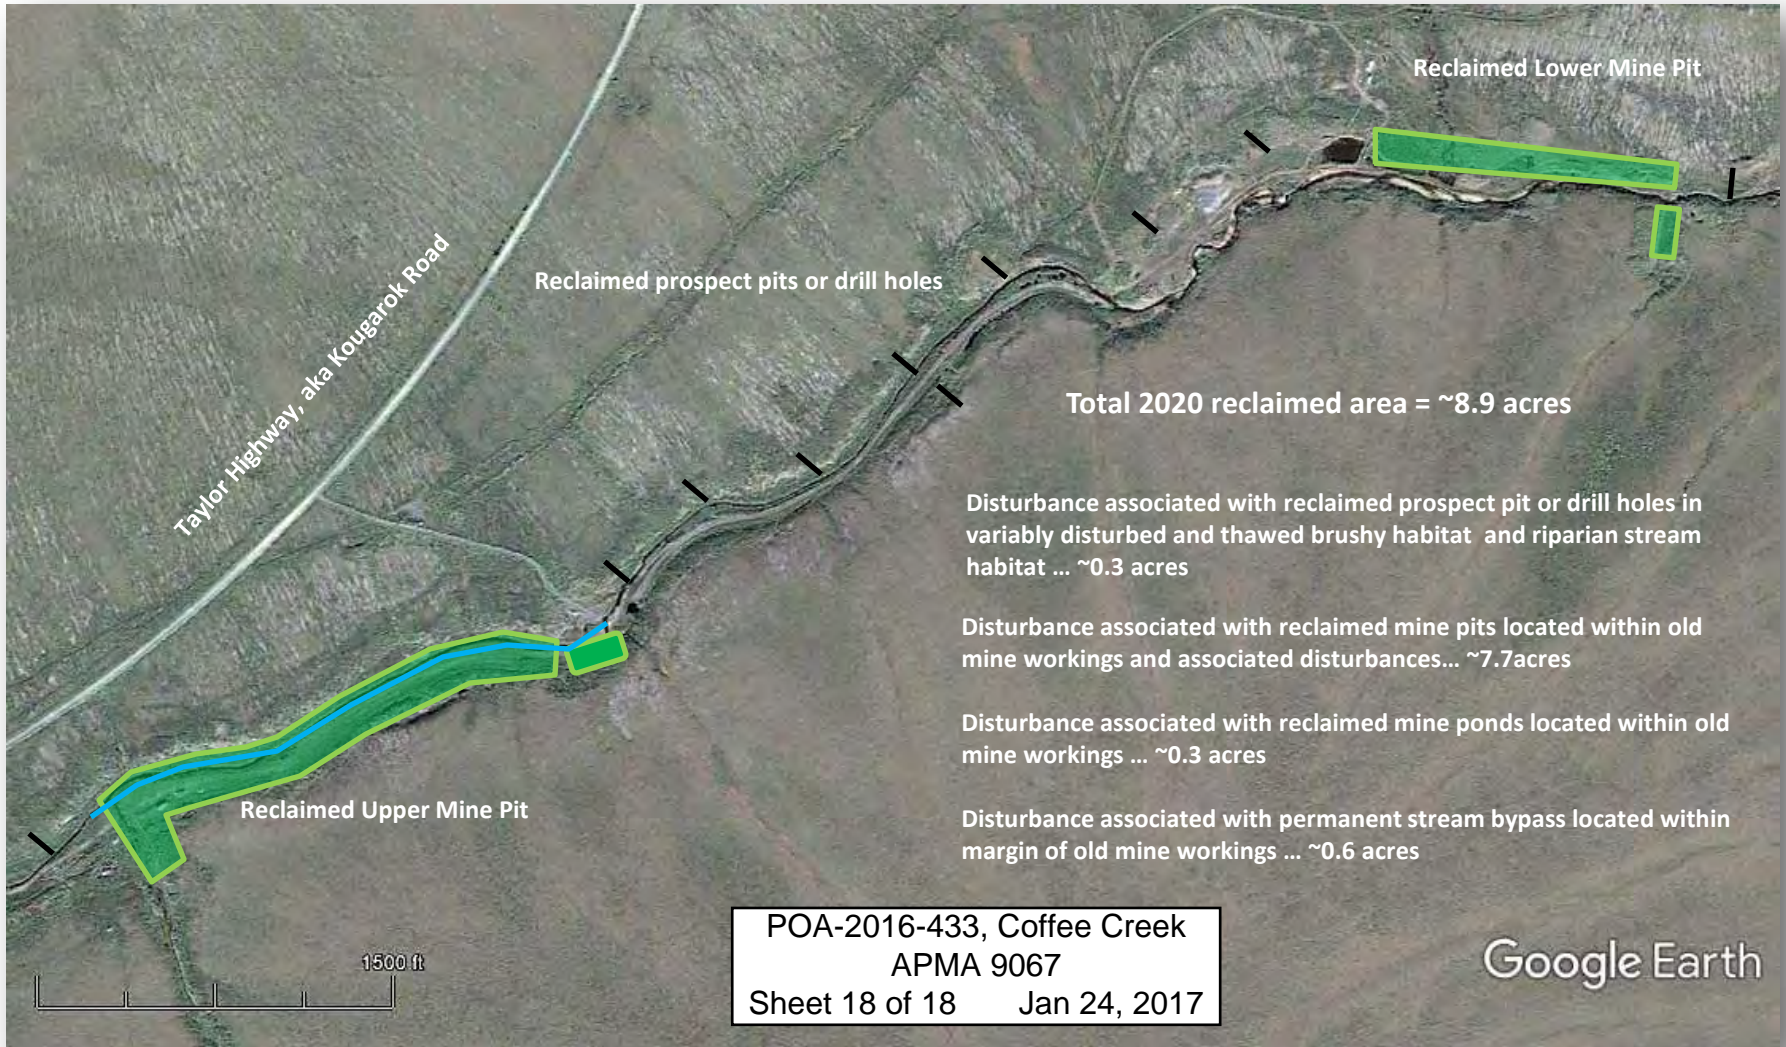 Reclaimed Lower Mine Pit
Taylor Highway, aka Kougarok Road
Reclaimed prospect pits or drill holes
Total 2020 reclaimed area = ~8.9 acres
Disturbance associated with reclaimed prospect pit or drill holes in
variably disturbed and thawed brushy habitat and riparian stream
habitat ... ~0.3 acres
Disturbance associated with reclaimed mine pits located within old
mine workings and associated disturbances... ~7.7acres
Disturbance associated with reclaimed mine ponds located within old
mine workings ... ~0.3 acres
Disturbance associated with permanent stream bypass located within
margin of old mine workings ... ~0.6 acres
Reclaimed Upper Mine Pit
1500 ft
POA-2016-433, Coffee Creek
APMA 9067
Sheet 18 of 18 Jan 24, 2017
Google Earth